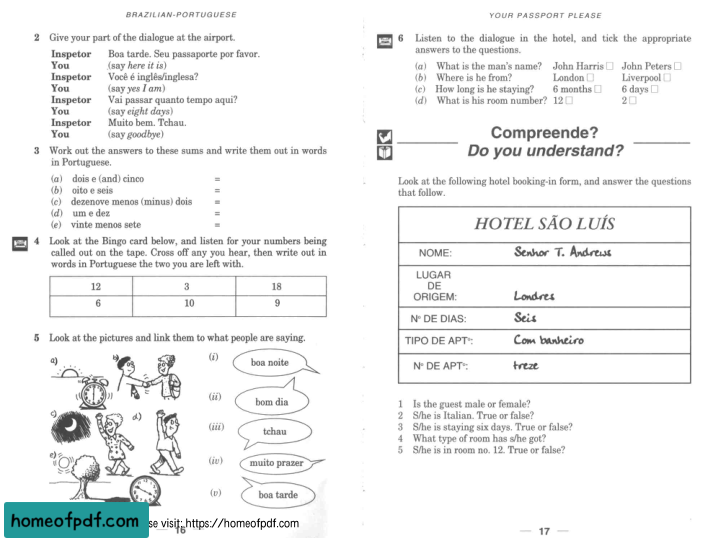 BRAZILIAN-PORTUGUESE
2 Give your part of the dialogue at the airport.
Inspetor Boa tarde. Seu passaporte por favor.
You (say here it is)
Inspetor Você é inglês/inglesa?
You (say yes I am)
Inspetor Vai passar quanto tempo aqui?
You (say eight days)
Inspetor Muito bem. Tchau.
You (say goodbye)
3 Work out the answers to these sums and write them out in words
in Portuguese.
(a) dois e (and) cinco =
(b) oito e seis =
(c) dezenove menos (minus) dois =
(d) um e dez =
(e) vinte menos sete =
4 Look at the Bingo card below, and listen for your numbers being
called out on the tape. Cross off any you hear, then write out in
words in Portuguese the two you are left with.
12 3 18
6 10 9
5 Look at the pictures and link them to what people are saying.
a)
b)
c)
d)
e)
(i) boa noite
(ii) bom dia
(iii) tchau
(iv) muito prazer
(v) boa tarde
homeofpdf.com
se visit: https://homeofpdf.com
— 16
YOUR PASSPORT PLEASE
6 Listen to the dialogue in the hotel, and tick the appropriate
answers to the questions.
(a) What is the man's name? John Harris □ John Peters □
(b) Where is he from? London □ Liverpool □
(c) How long is he staying? 6 months □ 6 days □
(d) What is his room number? 12 □ 2 □
Compreende?
Do you understand?
Look at the following hotel booking-in form, and answer the questions
that follow.
HOTEL SÃO LUÍS
NOME: Senhor T. Andrews
LUGAR
DE
ORIGEM: Londres
Nº DE DIAS: Seis
TIPO DE APTº: Com banheiro
Nº DE APTº: treze
1 Is the guest male or female?
2 S/he is Italian. True or false?
3 S/he is staying six days. True or false?
4 What type of room has s/he got?
5 S/he is in room no. 12. True or false?
— 17 —